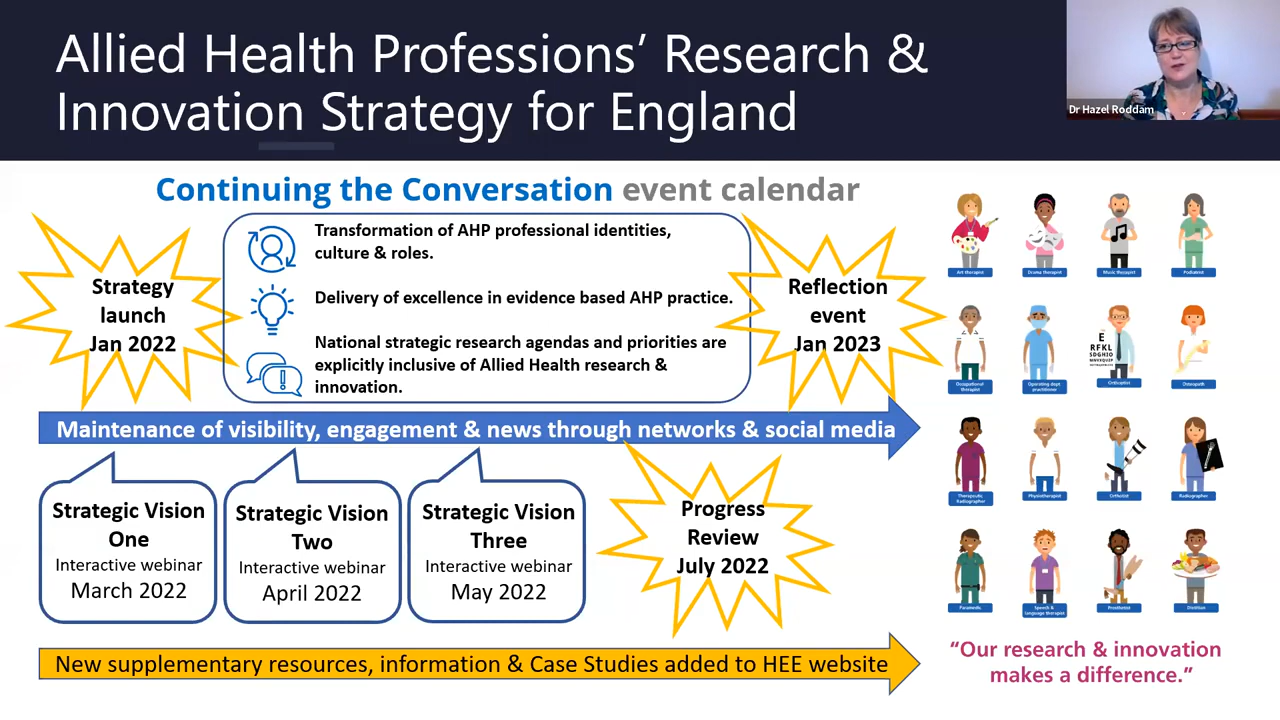 Allied Health Professions’ Research &
Innovation Strategy for England
Dr Hazel Roddam
Continuing the Conversation event calendar
Strategy
launch
Jan 2022
Transformation of AHP professional identities,
culture & roles.
Delivery of excellence in evidence based AHP practice.
National strategic research agendas and priorities are
explicitly inclusive of Allied Health research &
innovation.
Reflection
event
Jan 2023
Maintenance of visibility, engagement & news through networks & social media
Strategic Vision
One
Interactive webinar
March 2022
Strategic Vision
Two
Interactive webinar
April 2022
Strategic Vision
Three
Interactive webinar
May 2022
Progress
Review
July 2022
New supplementary resources, information & Case Studies added to HEE website
Art therapist
Drama therapist
Music therapist
Podiatrist
Occupational
therapist
Operating dept.
practitioner
E
RFKL
SDGHIO
Orthoptist
Osteopath
Therapeutic
Radiographer
Physiotherapist
Orthotist
Radiographer
Paramedic
Speech &
language therapist
Prosthetist
Dietitian
“Our research & innovation
makes a difference.”